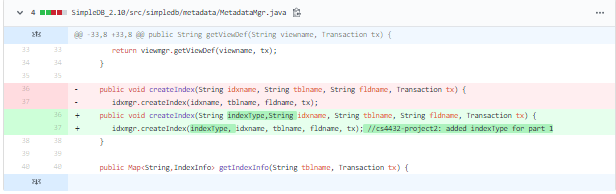 4 SimpleDB_2.10/src/simpledb/metadata/MetadataMgr.java
@@ -33,8 +33,8 @@ public String getViewDef(String viewname, Transaction tx) {
33 33 return viewmgr.getViewDef(viewname, tx);
34 34 }
35 35
36 - public void createIndex(String idxname, String tblname, String fldname, Transaction tx) {
37 - idxmgr.createIndex(idxname, tblname, fldname, tx);
36 + public void createIndex(String indexType,String idxname, String tblname, String fldname, Transaction tx) {
37 + idxmgr.createIndex(indexType, idxname, tblname, fldname, tx); //cs4432-project2: added indexType for part 1
38 38 }
39 39
40 40 public Map<String,IndexInfo> getIndexInfo(String tblname, Transaction tx) {